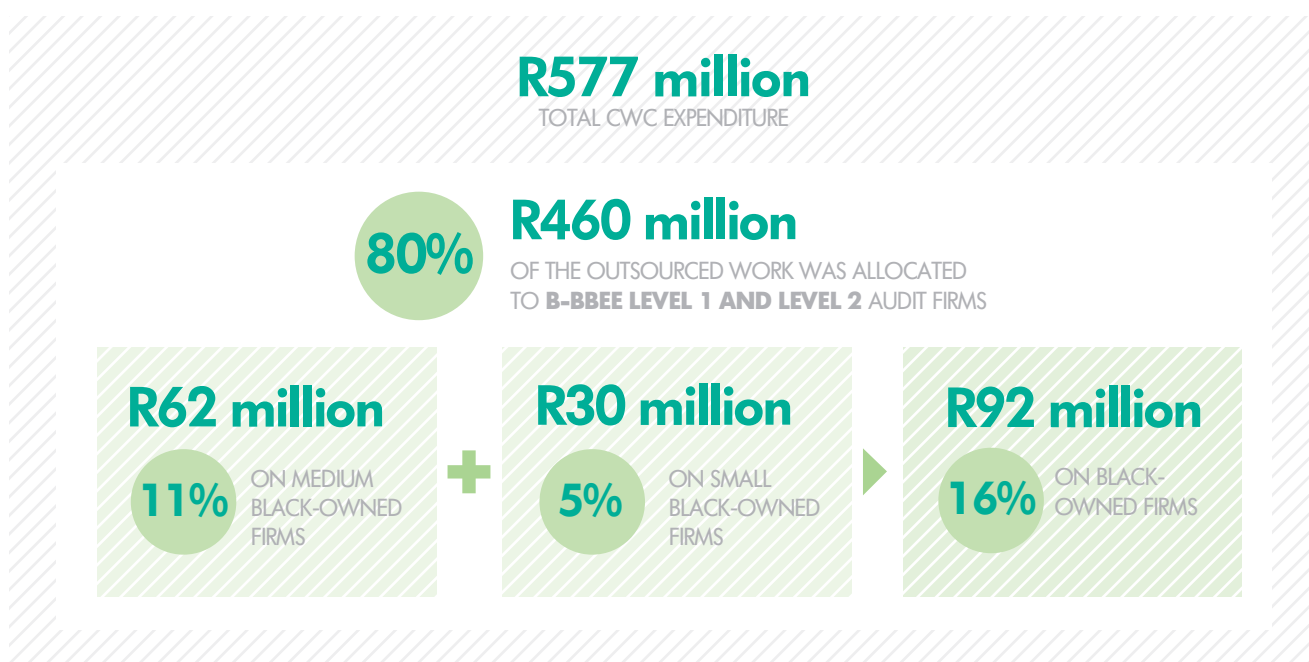 R577 million
TOTAL CWC EXPENDITURE
80%
R460 million
OF THE OUTSOURCED WORK WAS ALLOCATED
TO B-BBEE LEVEL 1 AND LEVEL 2 AUDIT FIRMS
R62 million
11%
ON MEDIUM
BLACK-OWNED
FIRMS
R30 million
5%
ON SMALL
BLACK-OWNED
FIRMS
R92 million
16%
ON BLACK-
OWNED FIRMS